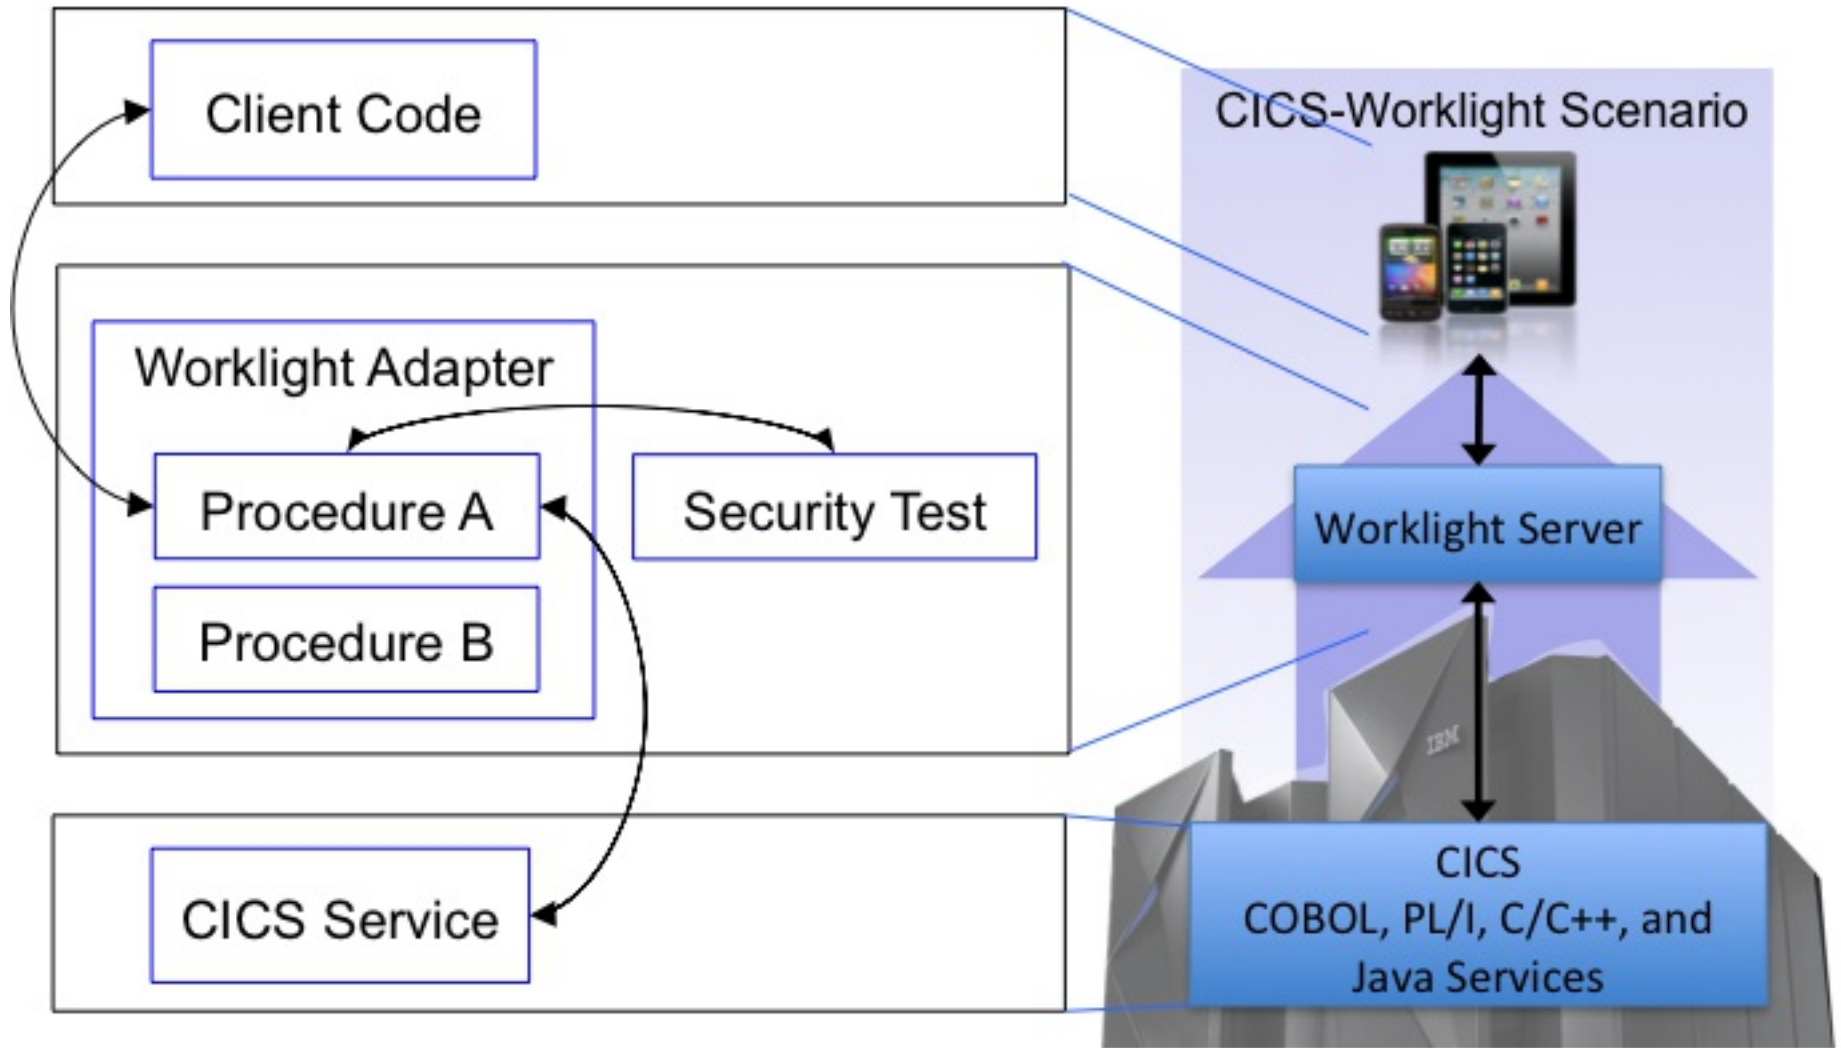 Client Code
Worklight Adapter
Procedure A
Security Test
Procedure B
CICS Service
CICS-Worklight Scenario
Worklight Server
IBM
CICS
COBOL, PL/I, C/C++, and
Java Services